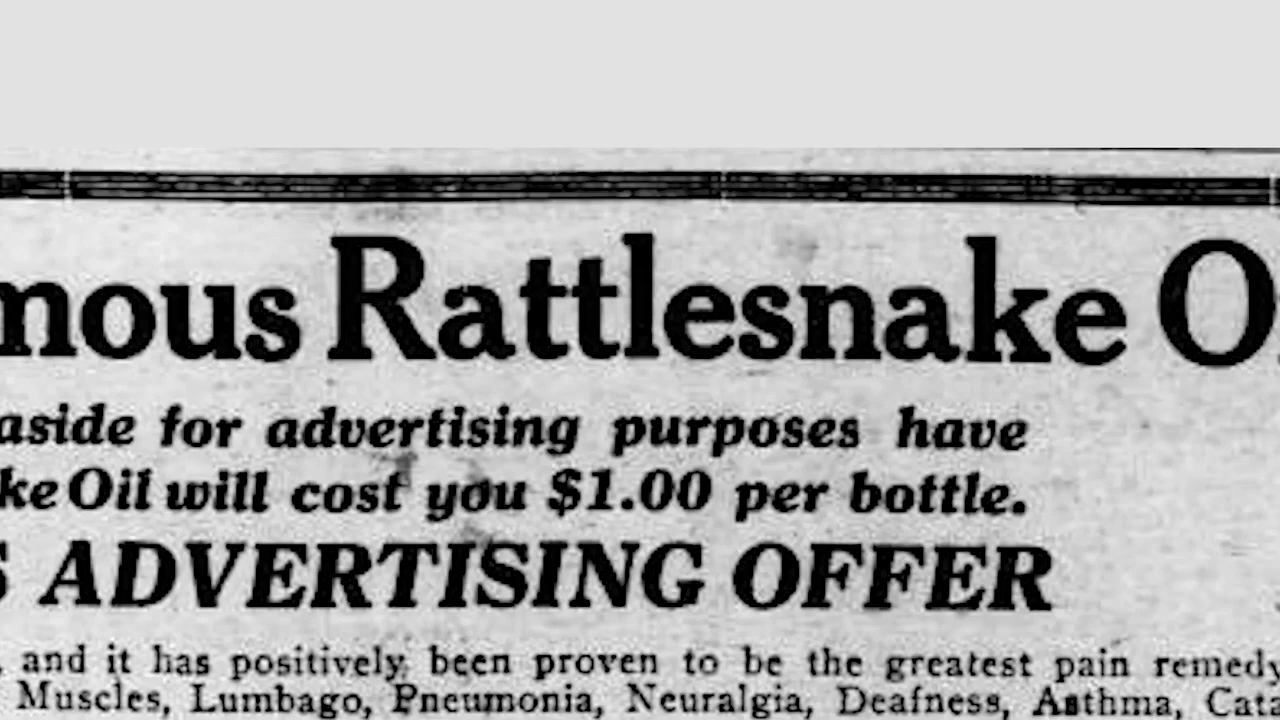 mous Rattlesnake O
aside for advertising purposes have
ke Oil will cost you $1.00 per bottle.
S ADVERTISING OFFER
and it has positively been proven to be the greatest pain remedy
Muscles, Lumbago, Pneumonia, Neuralgia, Deafness, Asthma, Cata